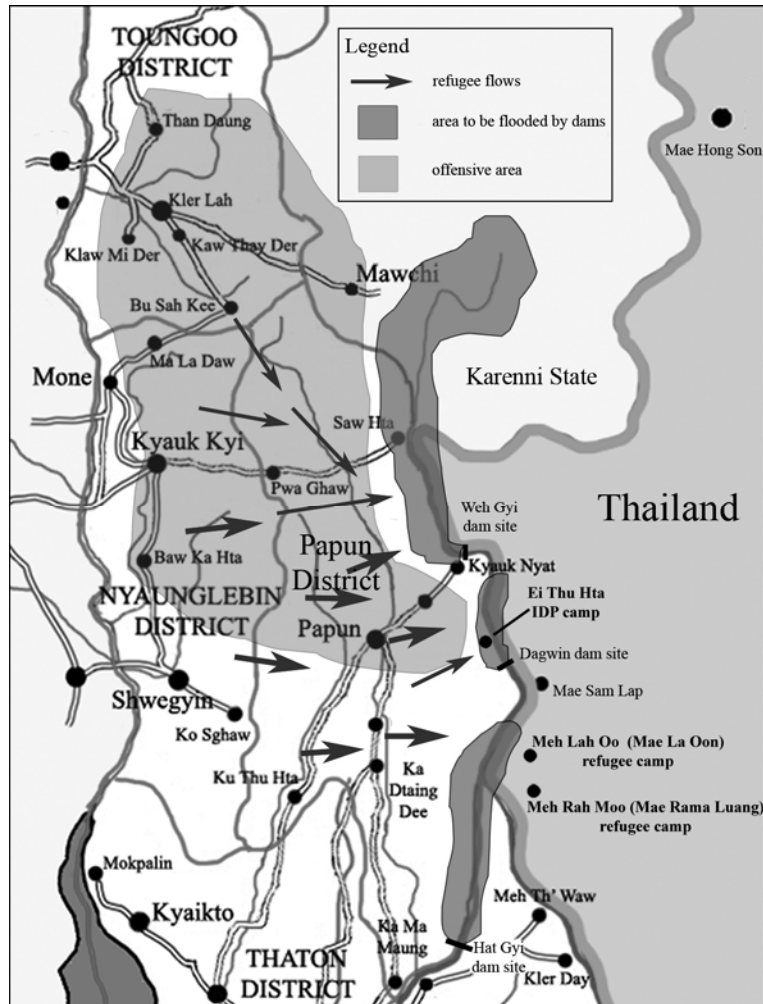 TOUNGOO
DISTRICT
Legend
refugee flows
area to be flooded by dams
offensive area
Than Daung
Mae Hong Son
Kler Lah
Klaw Mi Der
Kaw Thay Der
Mawchi
Bu Sah Kee
Ma La Daw
Mone
Karenni State
Saw Hta
Kyauk Kyi
Pwa Ghaw
Thailand
Weh Gyi
dam site
Papun
District
Baw Ka Hta
Kyauk Nyat
NYAUNGLEBIN
DISTRICT
Ei Thu Hta
IDP camp
Papun
Dagwin dam site
Shwegyin
Mae Sam Lap
Ko Sghaw
Meh Lah Oo (Mae La Oon)
refugee camp
Ku Thu Hta
Ka
Dtaing
Dee
Meh Rah Moo (Mae Rama Luang)
refugee camp
Mokpalin
Meh Th' Waw
Kyaikto
Ka Ma
Maung
Hat Gyi
dam site
THATON
DISTRICT
Kler Day